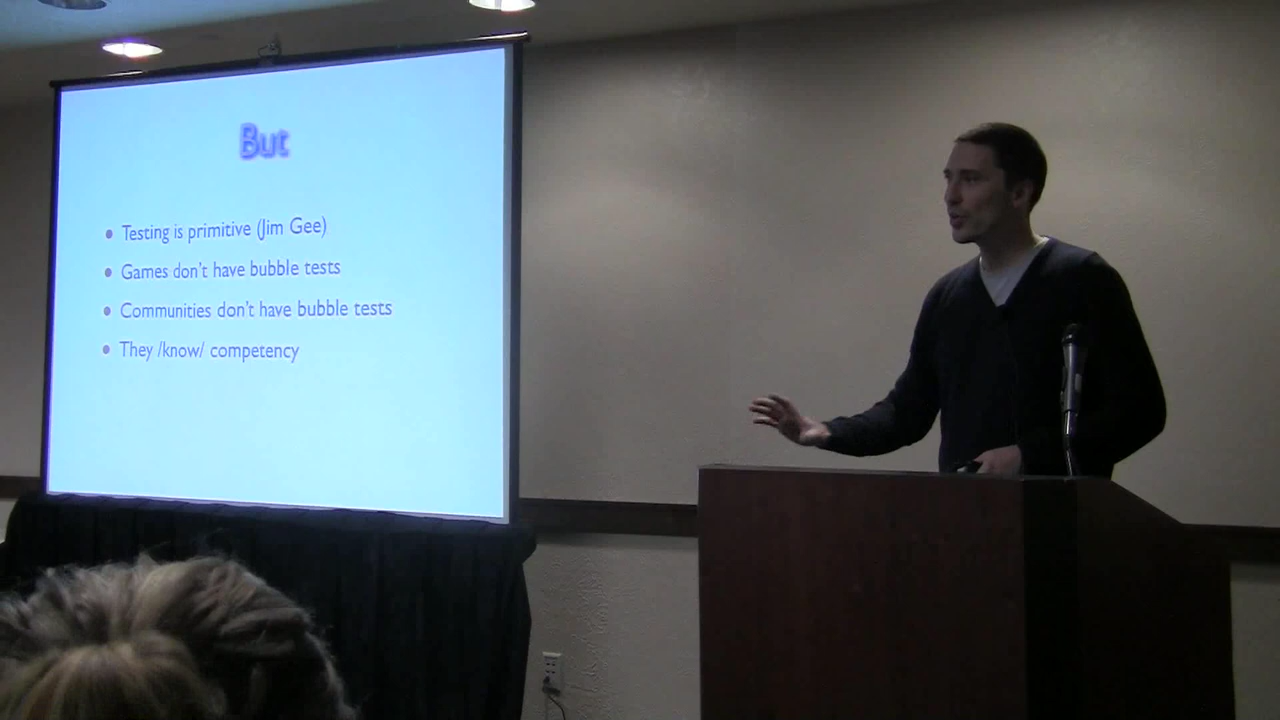 But
Testing is primitive (Jim Gee)
Games don't have bubble tests
Communities don't have bubble tests
They /know/ competency